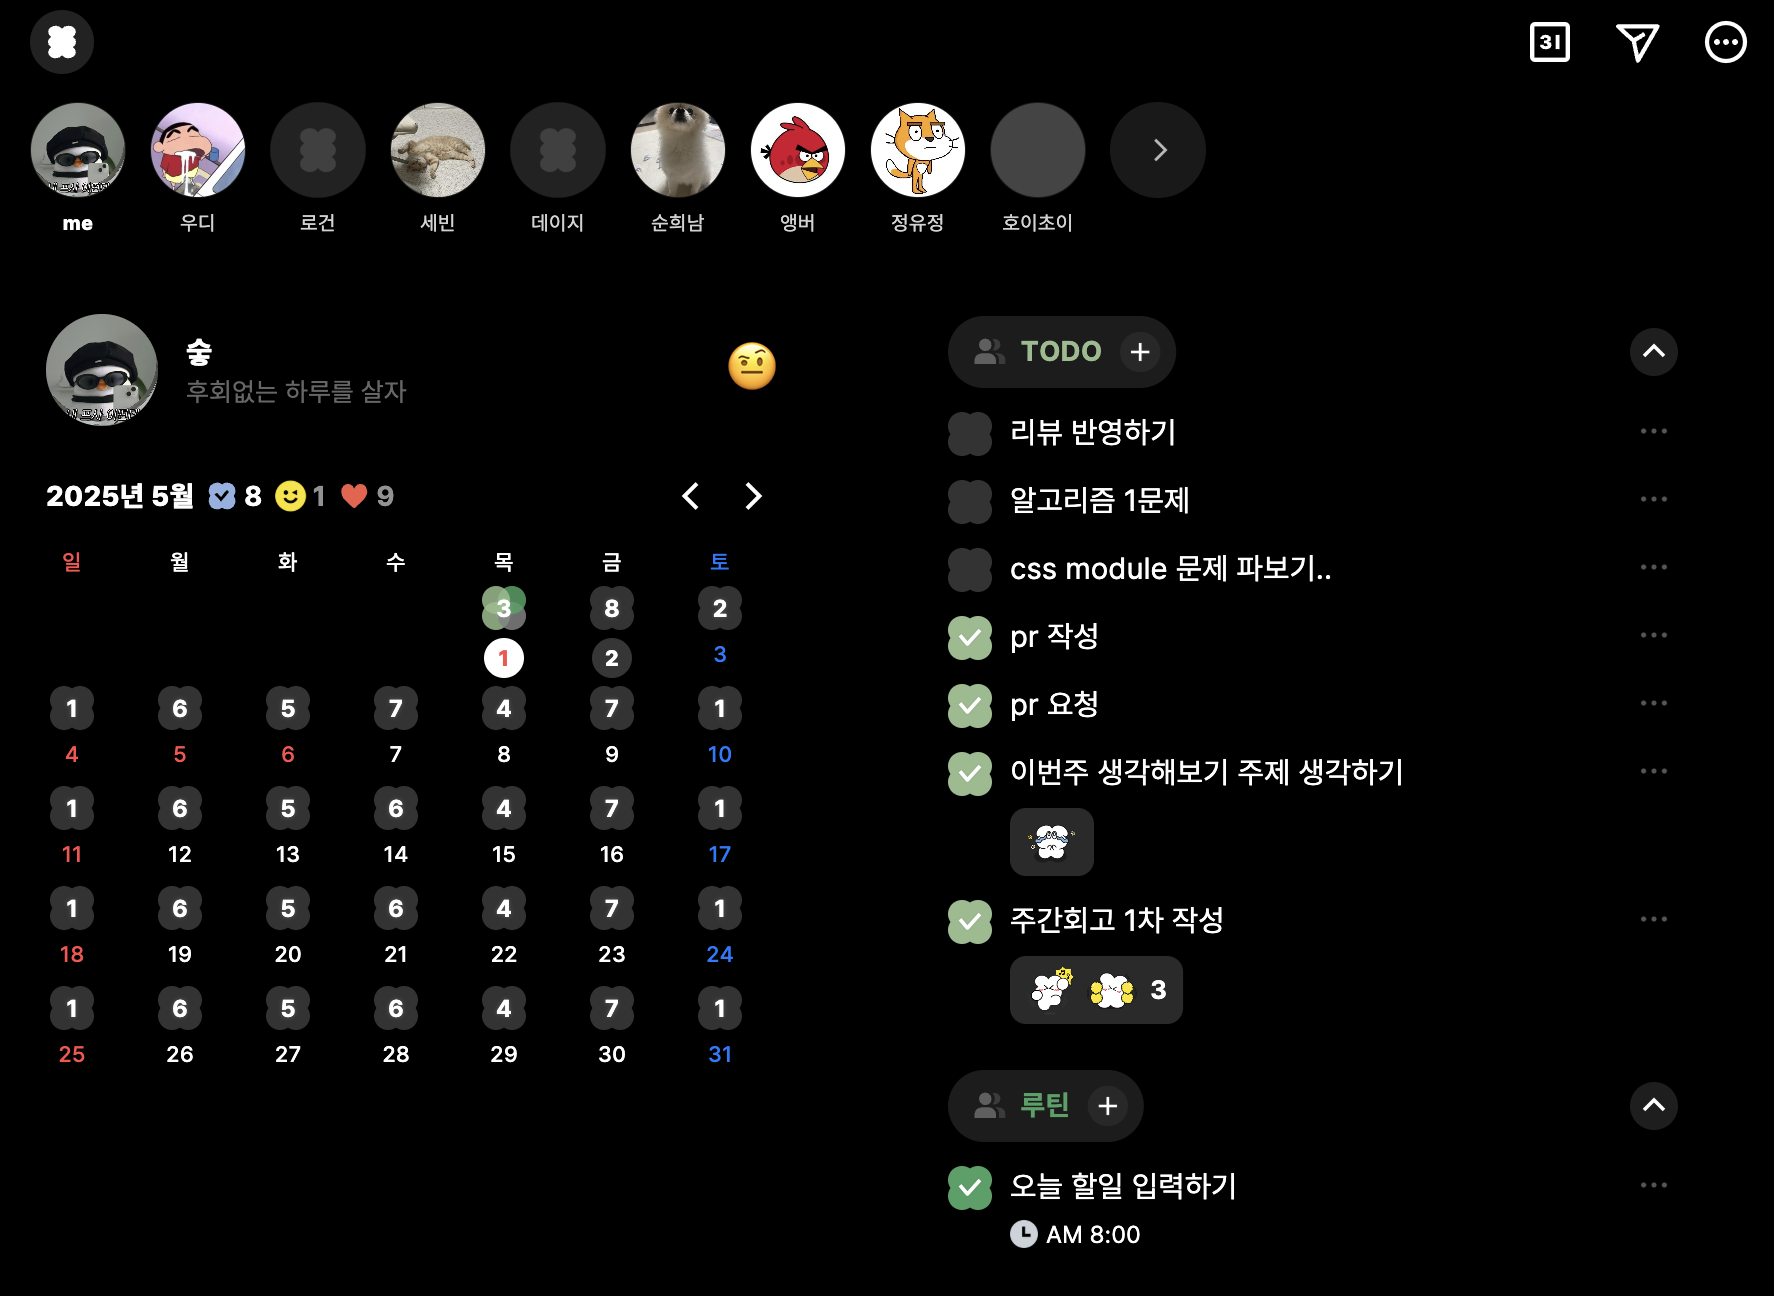 31
me
우디
로건
세빈
데이지
순희남
앵버
정유정
호이초이
숳
후회없는 하루를 살자
2025년 5월 8 1 9
일 월 화 수 목 금 토
3 8 2
1 2 3
1 6 5 7 4 7 1
4 5 6 7 8 9 10
1 6 5 6 4 7 1
11 12 13 14 15 16 17
1 6 5 6 4 7 1
18 19 20 21 22 23 24
1 6 5 6 4 7 1
25 26 27 28 29 30 31
TODO +
리뷰 반영하기
알고리즘 1문제
css module 문제 파보기..
pr 작성
pr 요청
이번주 생각해보기 주제 생각하기
주간회고 1차 작성
3
루틴 +
오늘 할일 입력하기
AM 8:00